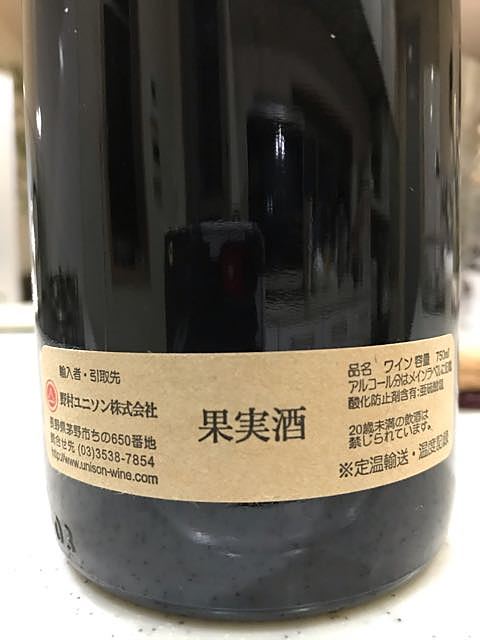 輸入者・引取先
野村ユニソン株式会社
長野県茅野市ちの650番地
問合せ先 (03)3538-7854
http://www.unison-wine.com
果実酒
品名 ワイン 容量 750ml
アルコール分はメインラベルに記載
酸化防止剤含有:亜硫酸塩
20歳未満の飲酒は
禁じられています。
※定温輸送・温度記録
03